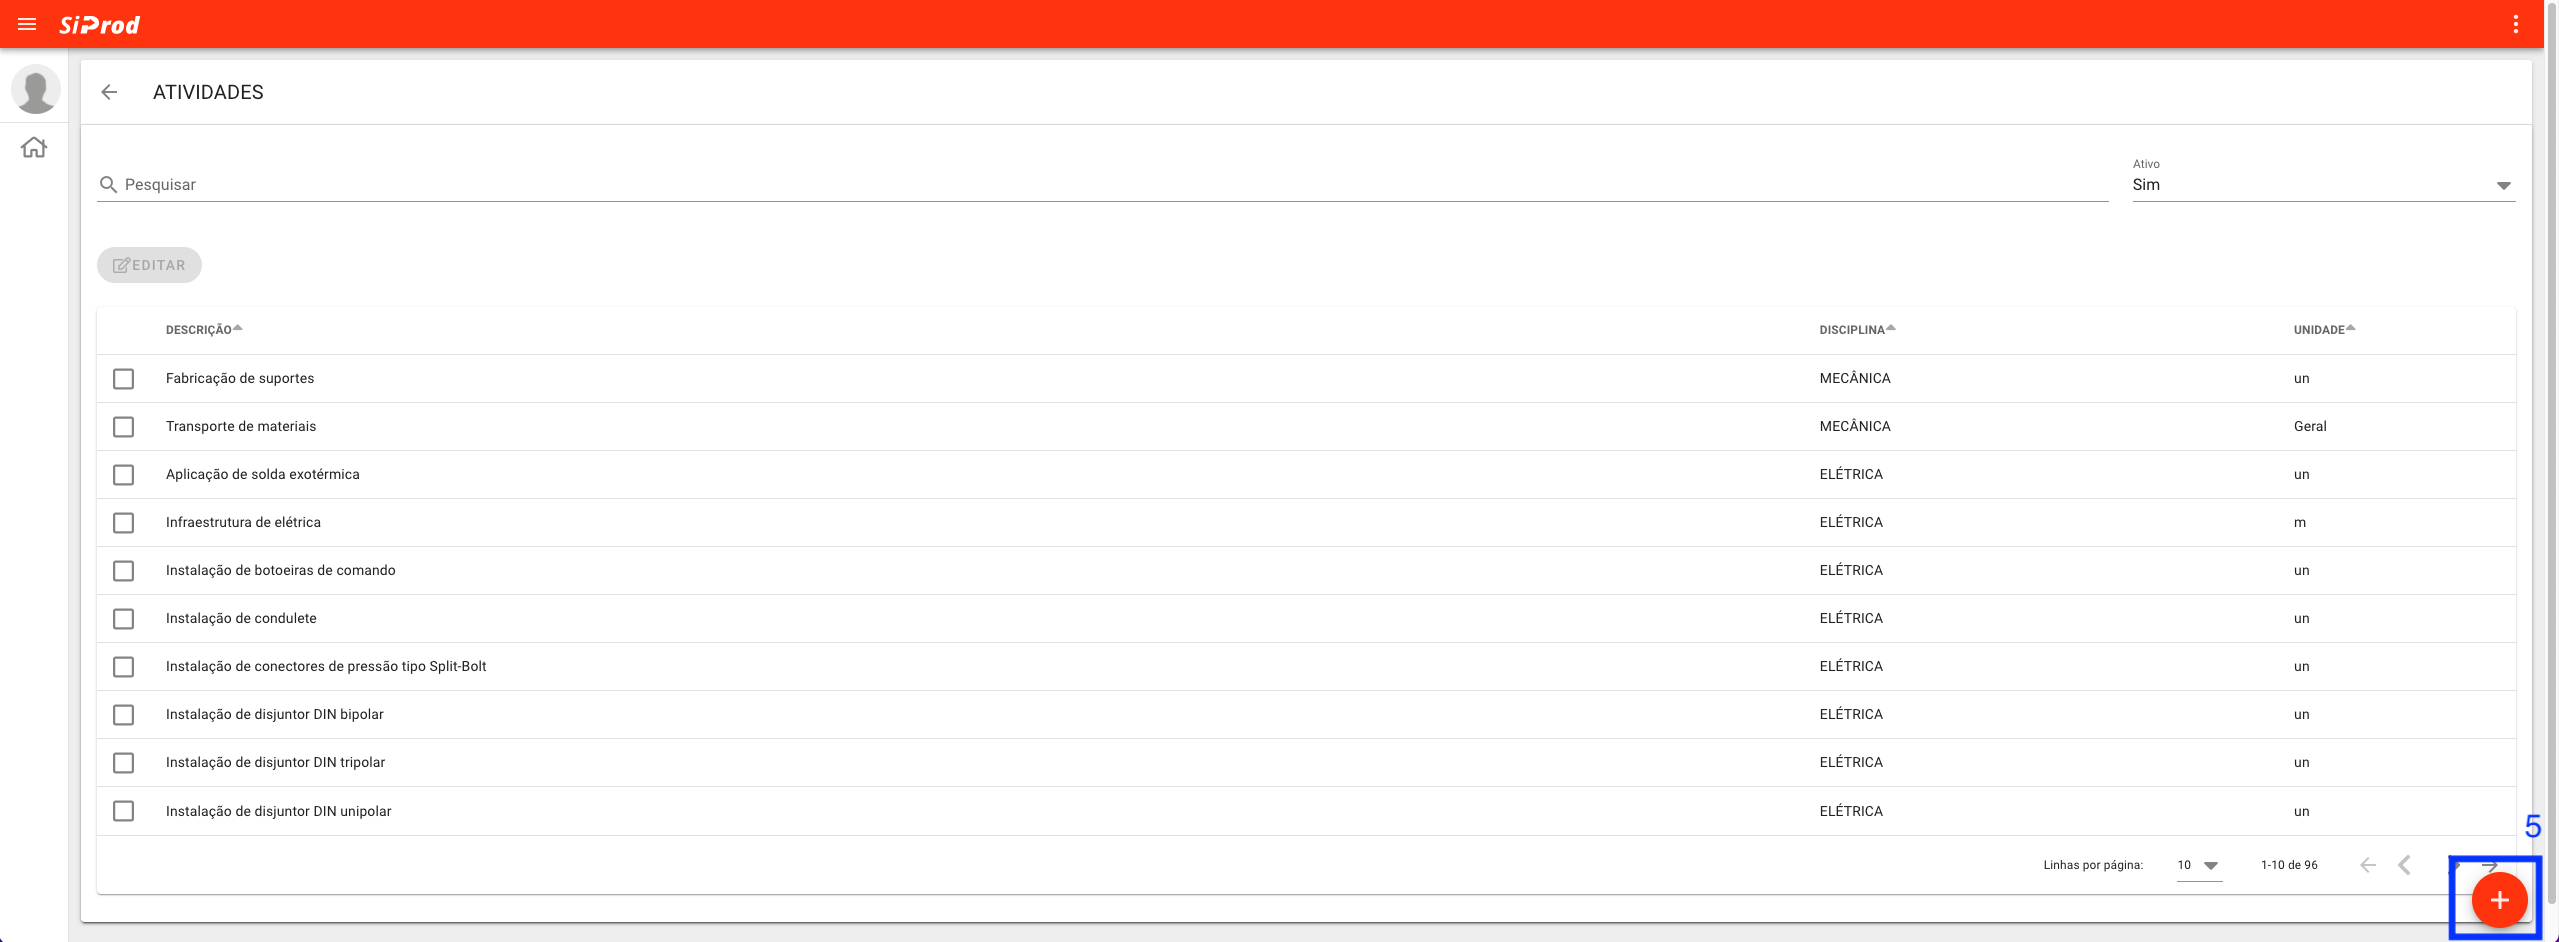 SiProd
ATIVIDADES
Pesquisar
Ativo
Sim
EDITAR
DESCRIÇÃO DISCIPLINA UNIDADE
Fabricação de suportes MECÂNICA un
Transporte de materiais MECÂNICA Geral
Aplicação de solda exotérmica ELÉTRICA un
Infraestrutura de elétrica ELÉTRICA m
Instalação de botoeiras de comando ELÉTRICA un
Instalação de condulete ELÉTRICA un
Instalação de conectores de pressão tipo Split-Bolt ELÉTRICA un
Instalação de disjuntor DIN bipolar ELÉTRICA un
Instalação de disjuntor DIN tripolar ELÉTRICA un
Instalação de disjuntor DIN unipolar ELÉTRICA un
5
Linhas por página: 10 1-10 de 96